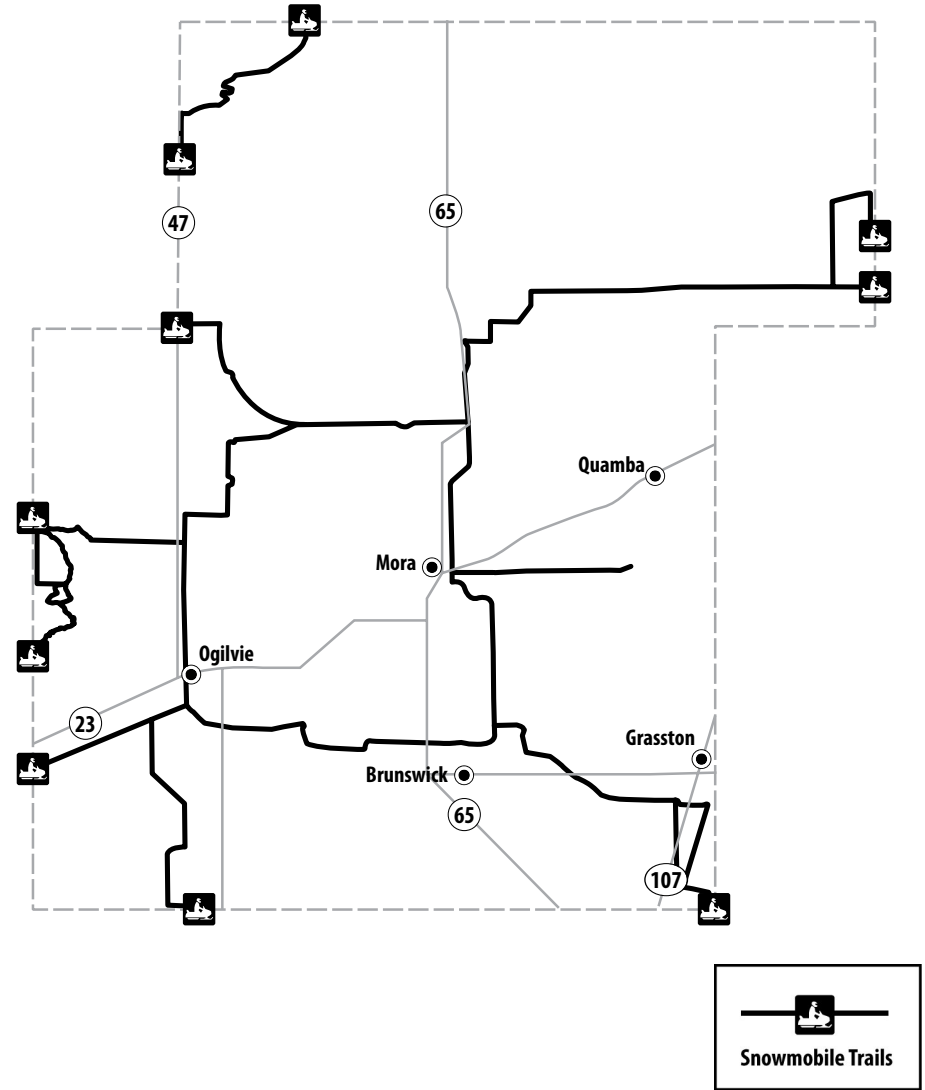 47
65
Quamba
Mora
Ogilvie
23
Grasston
Brunswick
65
107
Snowmobile Trails